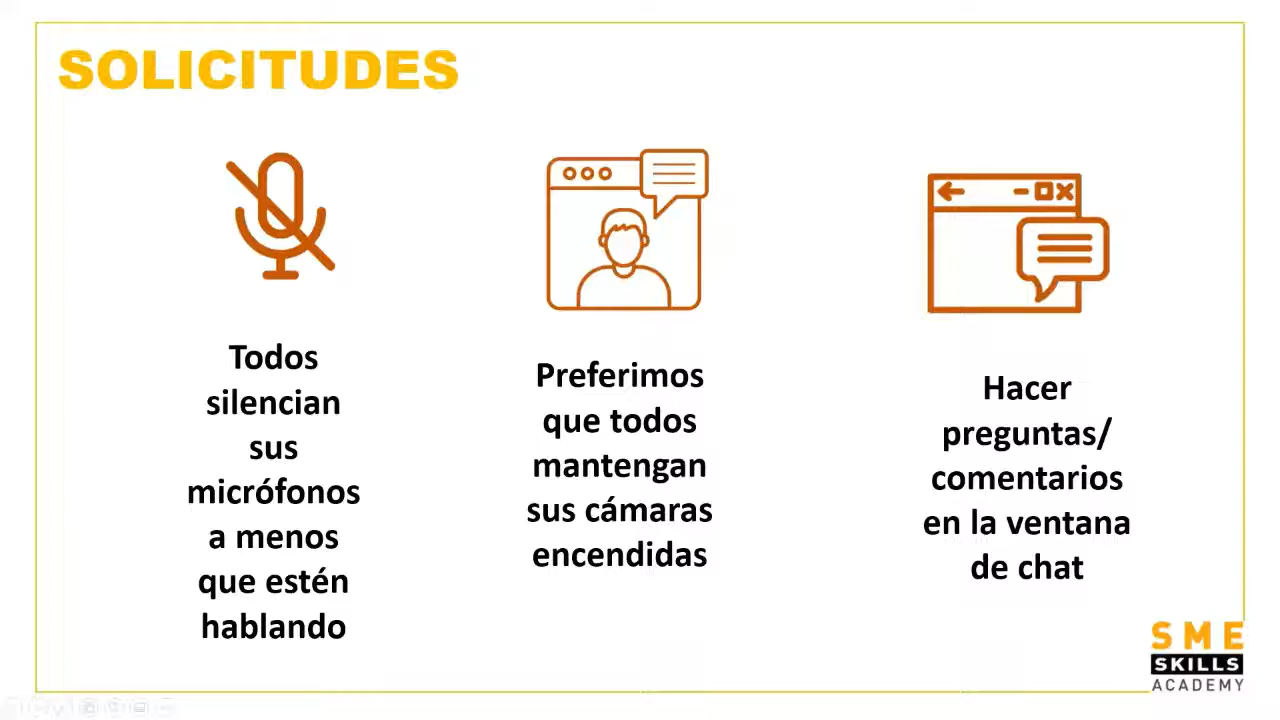 SOLICITUDES
Todos
silencian
sus
micrófonos
a menos
que estén
hablando
Preferimos
que todos
mantengan
sus cámaras
encendidas
Hacer
preguntas/
comentarios
en la ventana
de chat
SME
SKILLS
ACADEMY